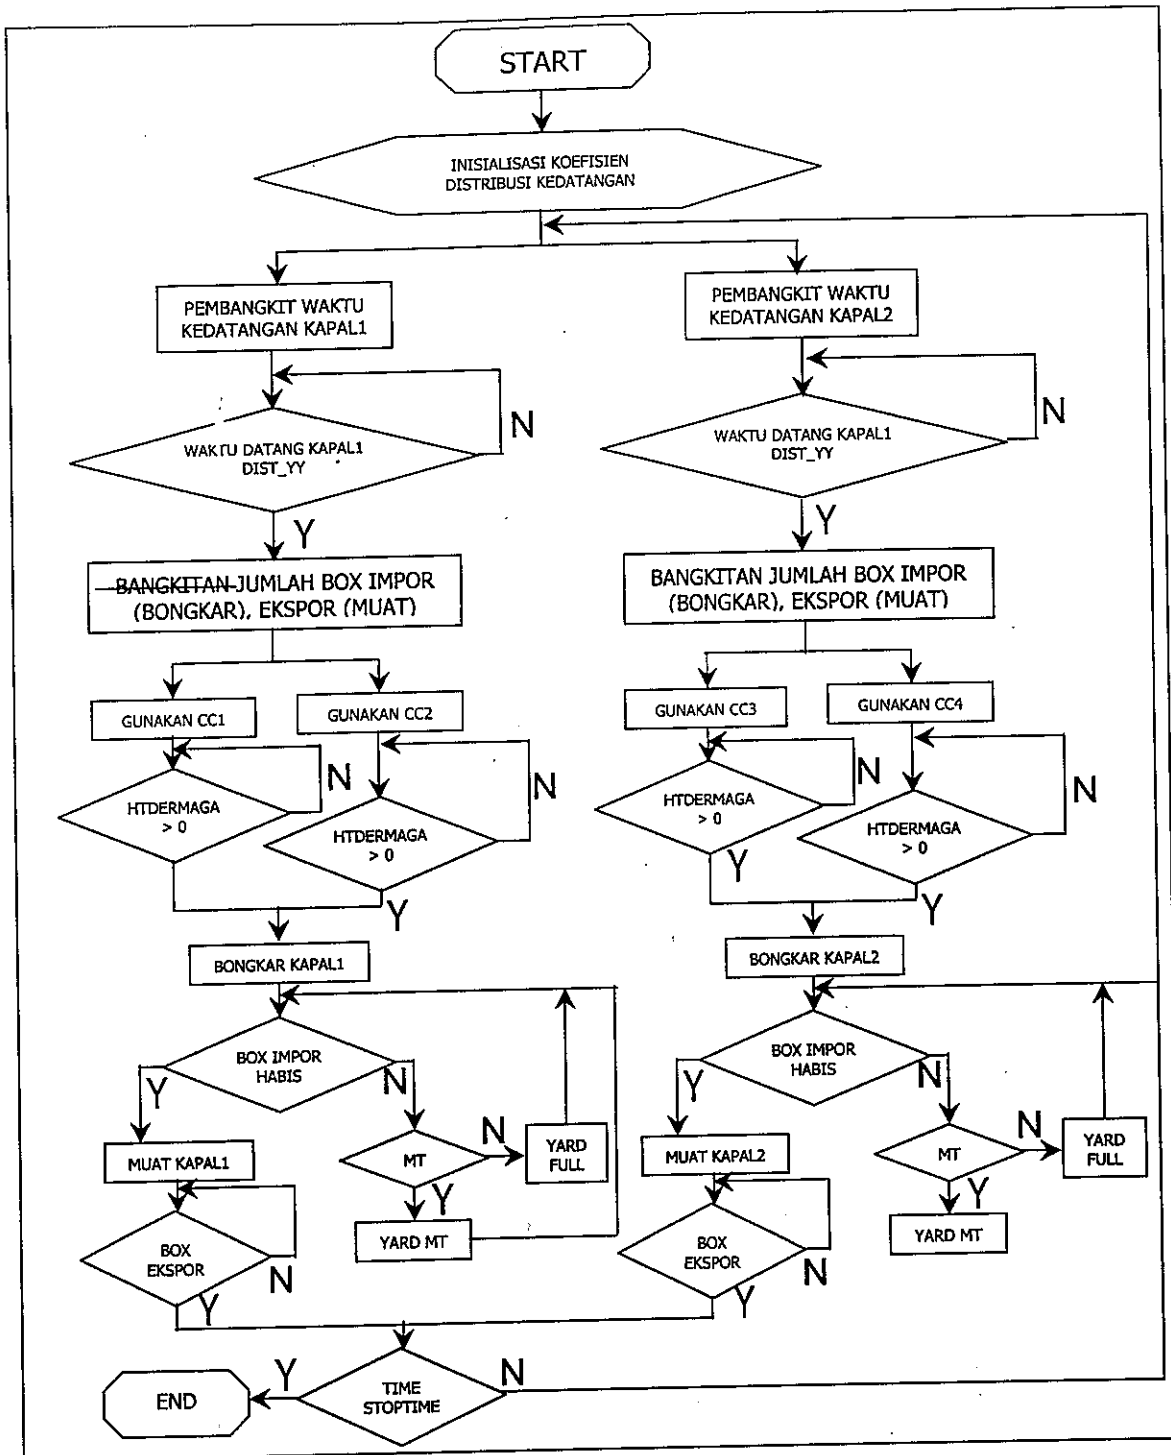 START
INISIALISASI KOEFISIEN
DISTRIBUSI KEDATANGAN
PEMBANGKIT WAKTU
KEDATANGAN KAPAL1
PEMBANGKIT WAKTU
KEDATANGAN KAPAL2
WAKTU DATANG KAPAL1
DIST_YY
N
Y
WAKTU DATANG KAPAL1
DIST_YY
N
Y
BANGKITAN JUMLAH BOX IMPOR
(BONGKAR), EKSPOR (MUAT)
BANGKITAN JUMLAH BOX IMPOR
(BONGKAR), EKSPOR (MUAT)
GUNAKAN CC1
GUNAKAN CC2
GUNAKAN CC3
GUNAKAN CC4
HTDERMAGA
> 0
N
HTDERMAGA
> 0
N
Y
HTDERMAGA
> 0
N
Y
HTDERMAGA
> 0
N
Y
BONGKAR KAPAL1
BONGKAR KAPAL2
BOX IMPOR
HABIS
Y
N
BOX IMPOR
HABIS
Y
N
MUAT KAPAL1
MT
N
Y
YARD
FULL
MUAT KAPAL2
MT
N
Y
YARD
FULL
YARD MT
YARD MT
BOX
EKSPOR
N
Y
BOX
EKSPOR
N
Y
TIME
STOPTIME
Y
N
END